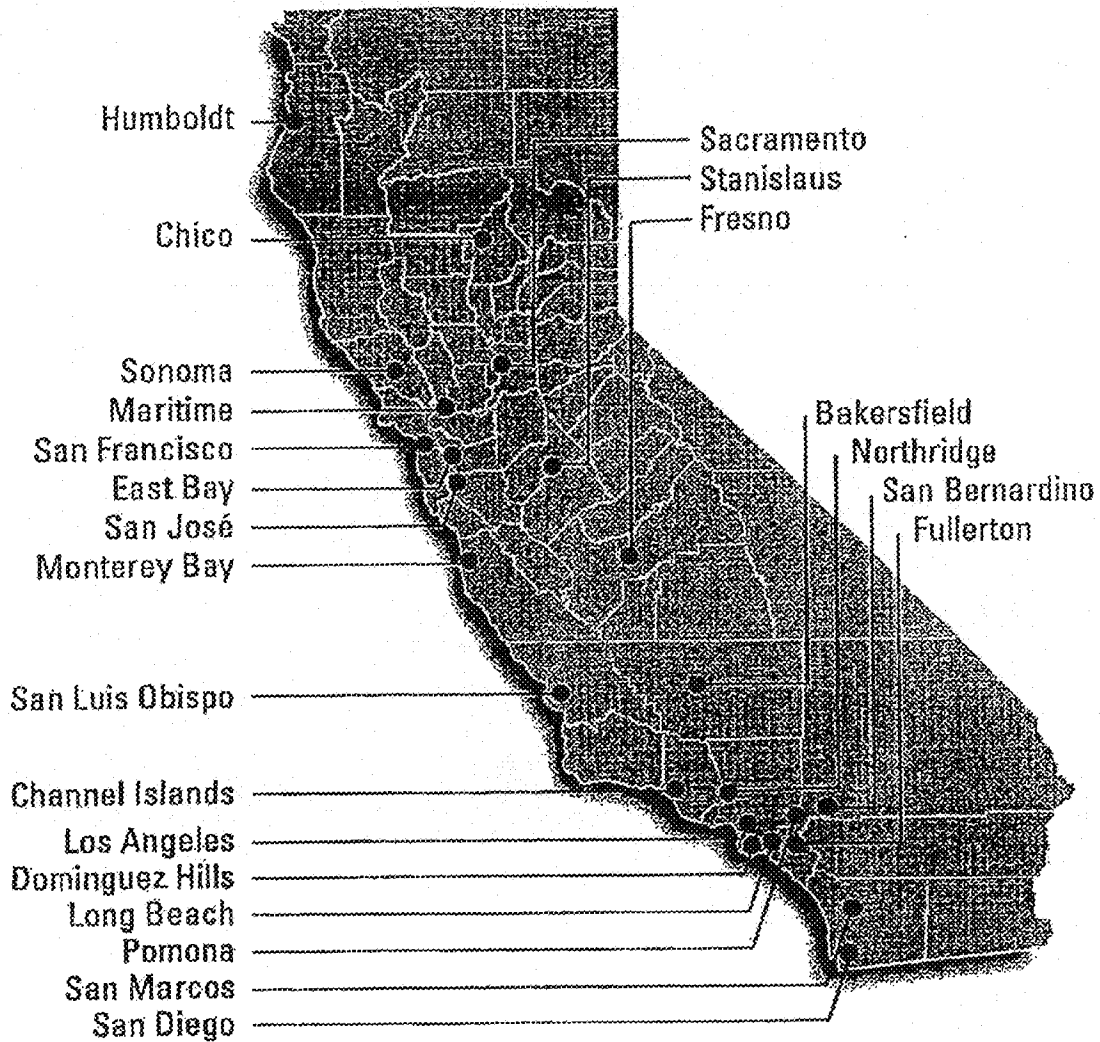 Humboldt
Chico
Sonoma
Maritime
San Francisco
East Bay
San José
Monterey Bay
San Luis Obispo
Channel Islands
Los Angeles
Dominguez Hills
Long Beach
Pomona
San Marcos
San Diego
Sacramento
Stanislaus
Fresno
Bakersfield
Northridge
San Bernardino
Fullerton